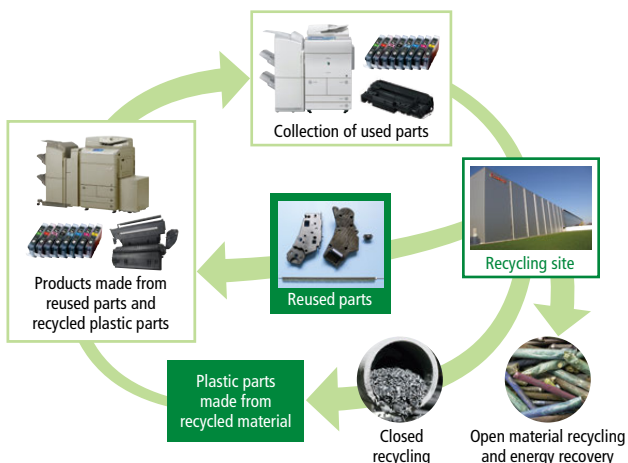 Collection of used parts
Recycling site
Reused parts
Products made from
reused parts and
recycled plastic parts
Plastic parts
made from
recycled material
Closed
recycling
Open material recycling
and energy recovery